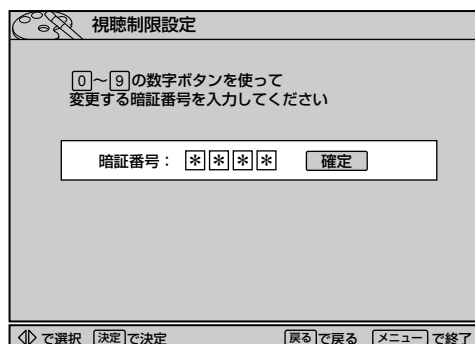 視聴制限設定
0～9の数字ボタンを使って
変更する暗証番号を入力してください
暗証番号： ＊＊＊＊ 確定
で選択 決定で決定 戻るで戻る メニューで終了